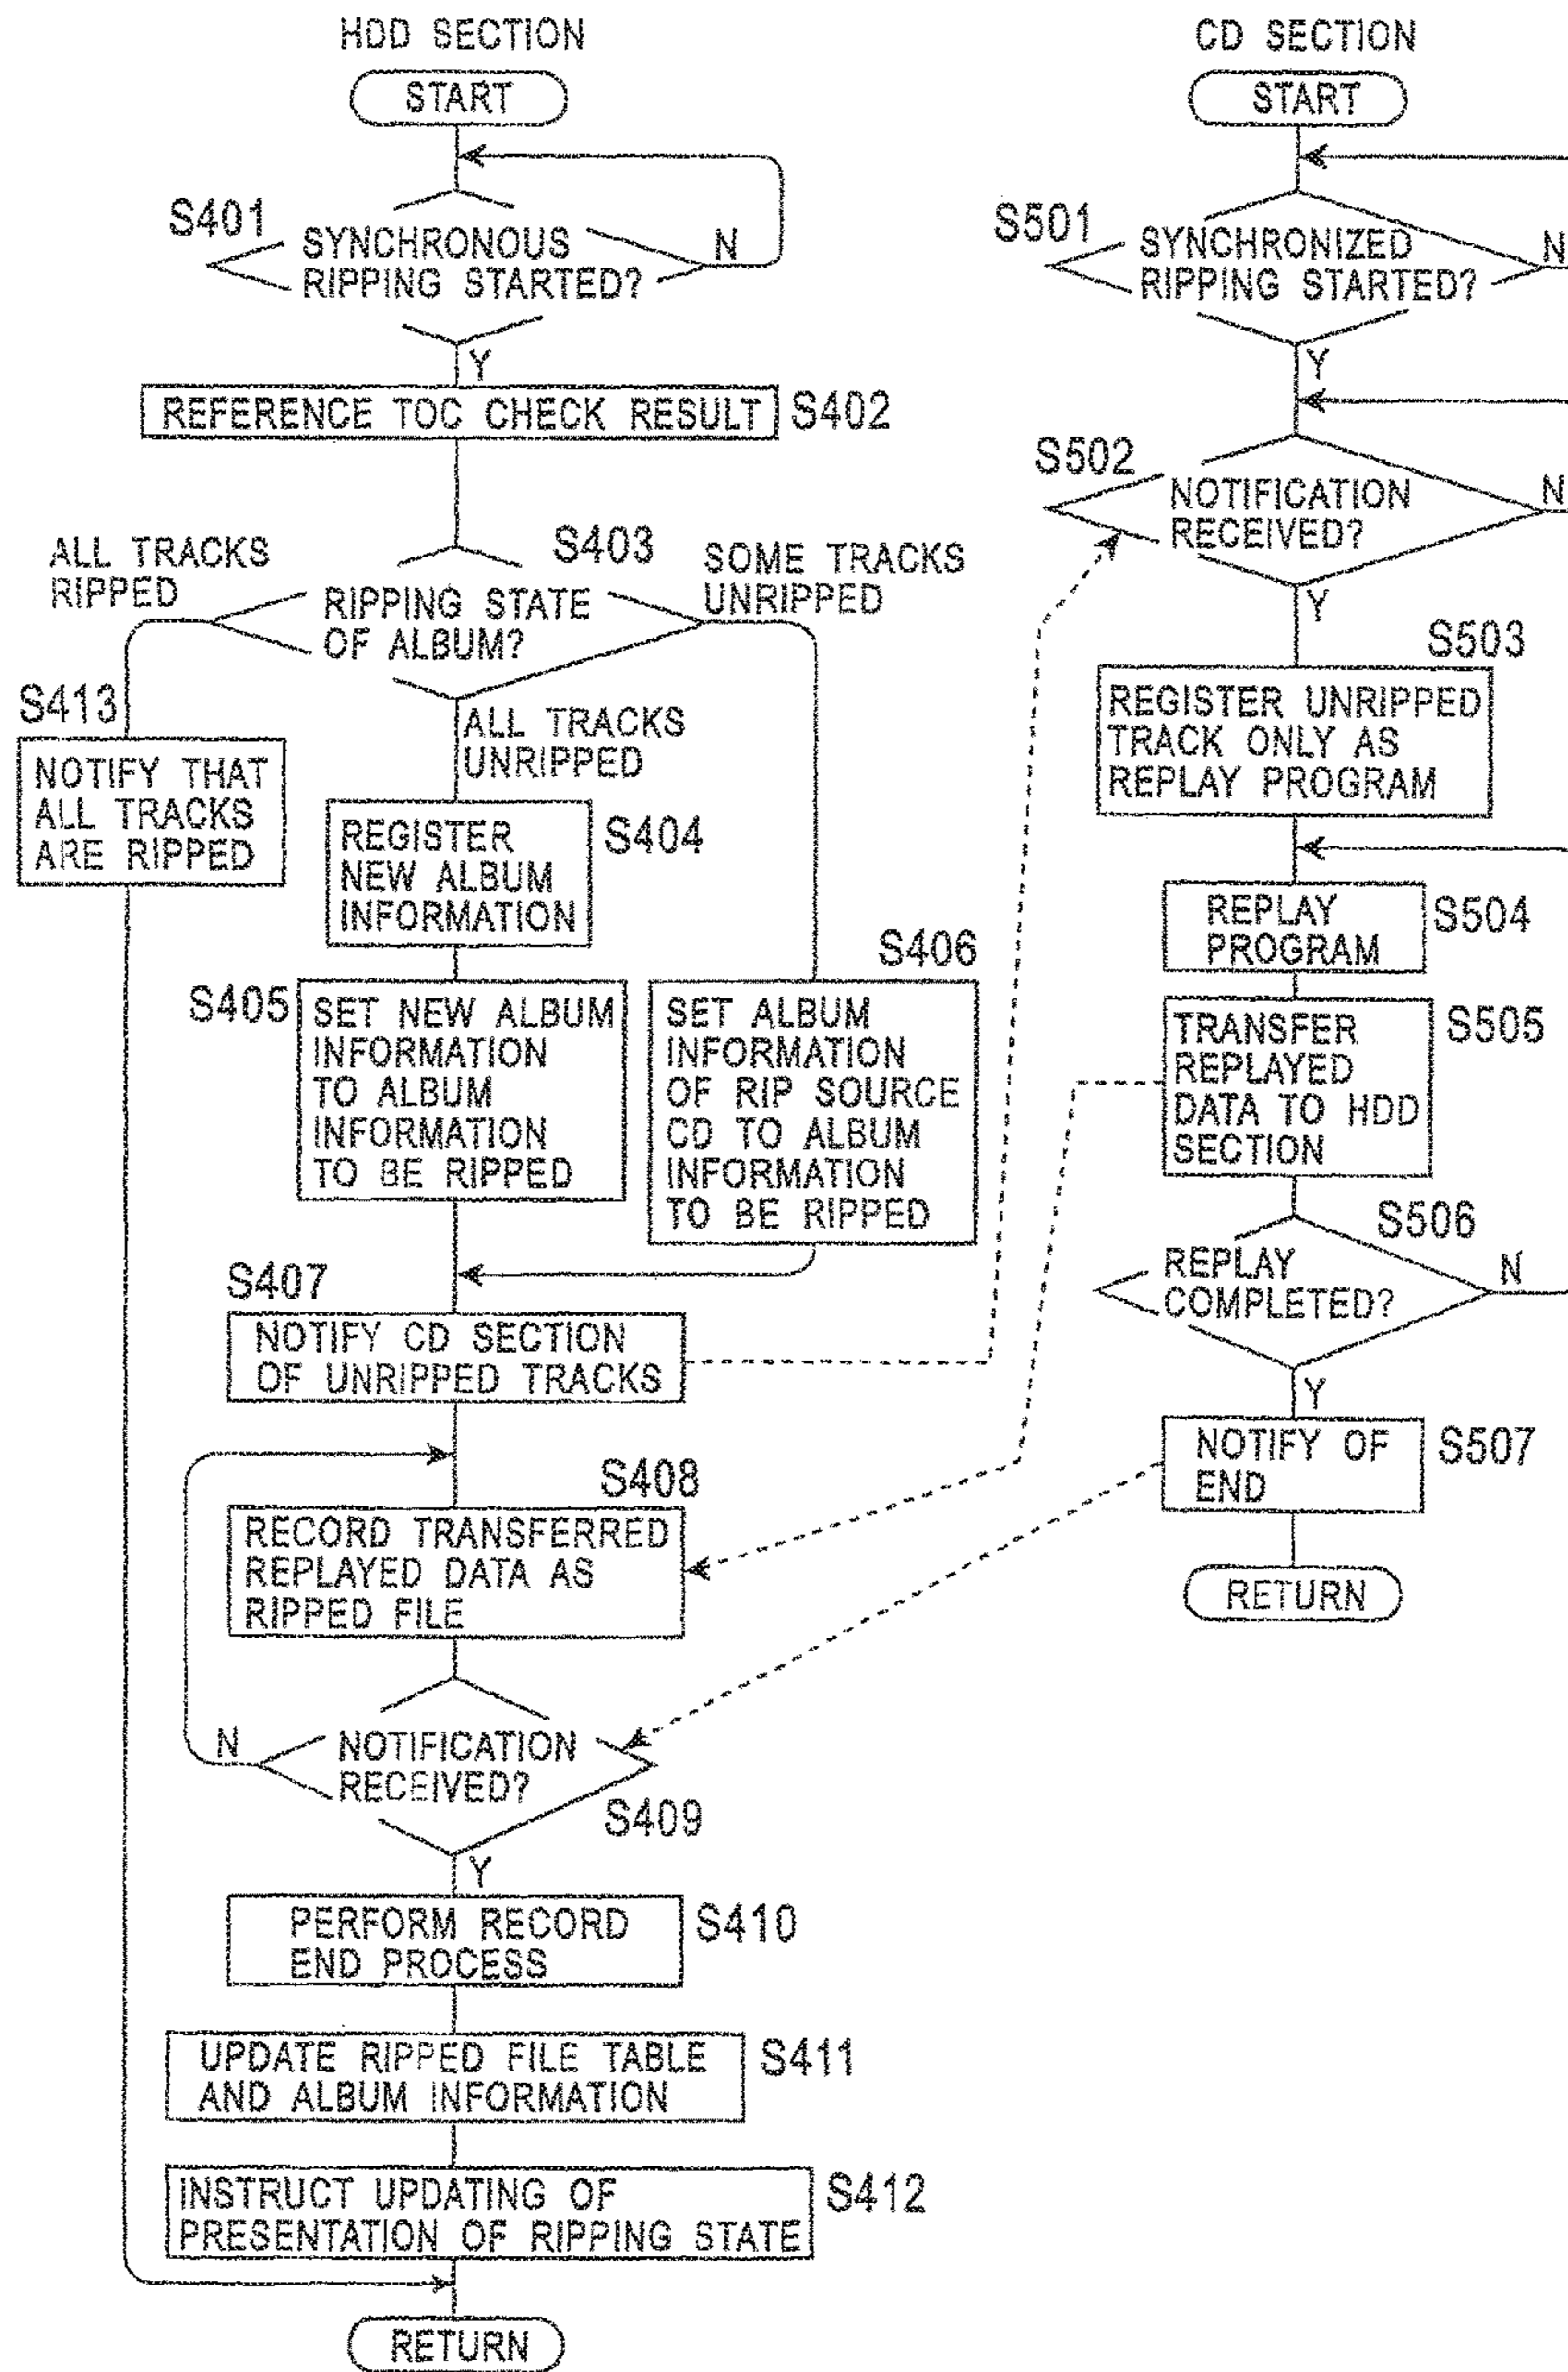 HDD SECTION
START
S401
SYNCHRONOUS
RIPPING STARTED?
N
Y
REFERENCE TOC CHECK RESULT
S402
S403
ALL TRACKS
RIPPED
RIPPING STATE
OF ALBUM?
SOME TRACKS
UNRIPPED
S413
NOTIFY THAT
ALL TRACKS
ARE RIPPED
ALL TRACKS
UNRIPPED
REGISTER
NEW ALBUM
INFORMATION
S404
S405
SET NEW ALBUM
INFORMATION
TO ALBUM
INFORMATION
TO BE RIPPED
S406
SET ALBUM
INFORMATION
OF RIP SOURCE
CD TO ALBUM
INFORMATION
TO BE RIPPED
S407
NOTIFY CD SECTION
OF UNRIPPED TRACKS
S408
RECORD TRANSFERRED
REPLAYED DATA AS
RIPPED FILE
N
NOTIFICATION
RECEIVED?
S409
Y
PERFORM RECORD
END PROCESS
S410
UPDATE RIPPED FILE TABLE
AND ALBUM INFORMATION
S411
INSTRUCT UPDATING OF
PRESENTATION OF RIPPING STATE
S412
RETURN
CD SECTION
START
S501
SYNCHRONIZED
RIPPING STARTED?
N
Y
S502
NOTIFICATION
RECEIVED?
N
Y
S503
REGISTER UNRIPPED
TRACK ONLY AS
REPLAY PROGRAM
REPLAY
PROGRAM
S504
TRANSFER
REPLAYED
DATA TO HDD
SECTION
S505
S506
REPLAY
COMPLETED?
N
Y
NOTIFY OF
END
S507
RETURN